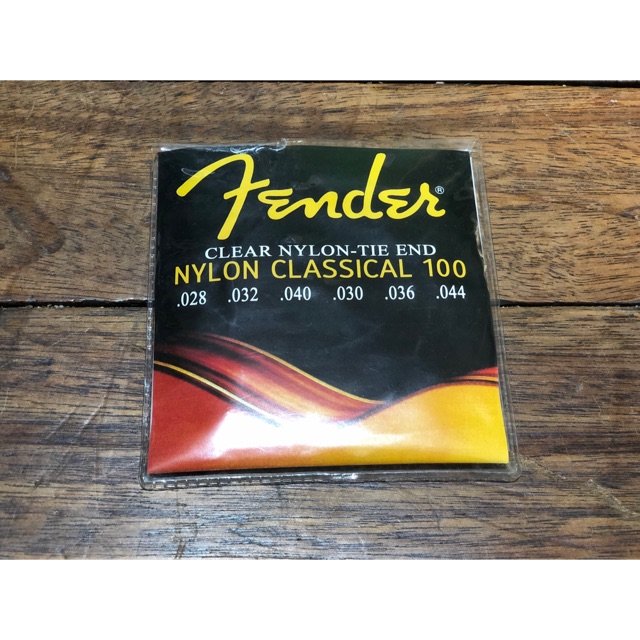 Fender®
CLEAR NYLON-TIE END
NYLON CLASSICAL 100
.028 .032 .040 .030 .036 .044